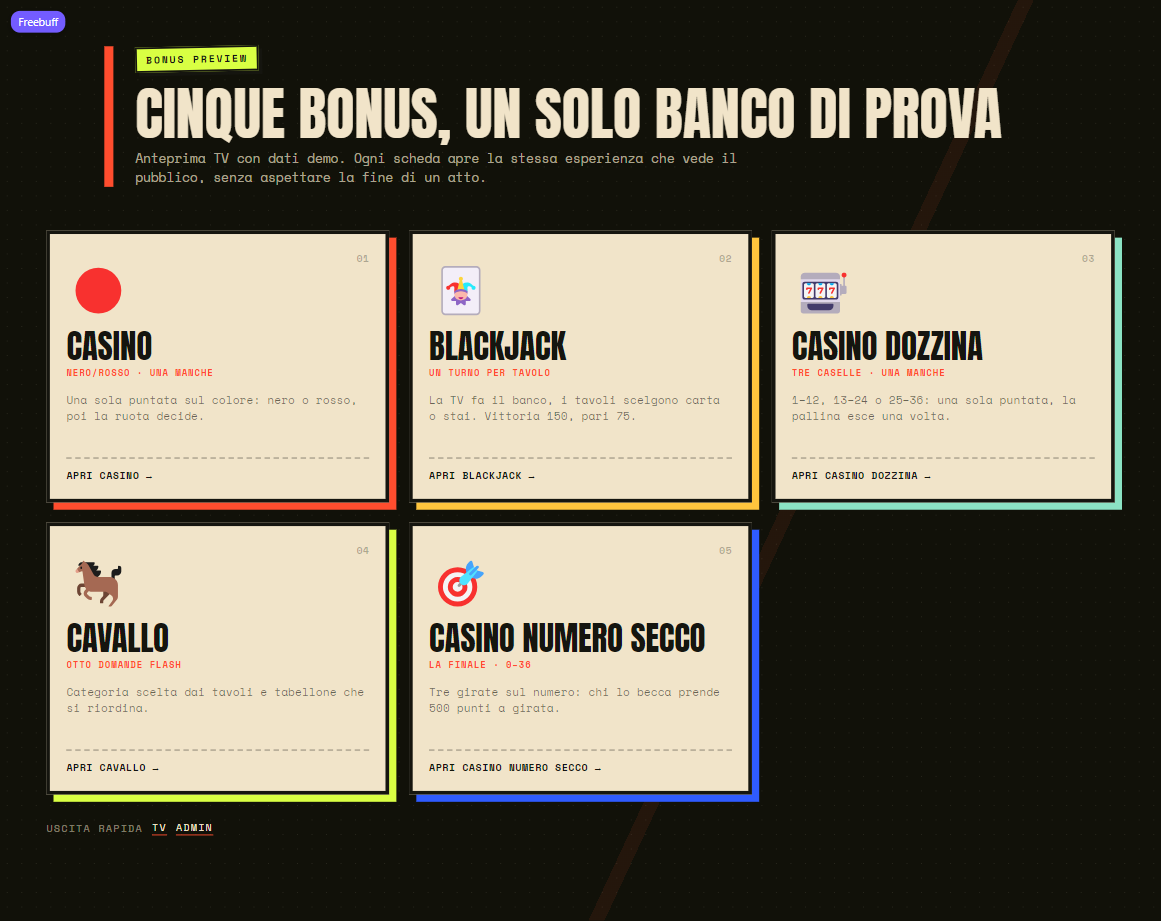 Freebuff
BONUS PREVIEW
CINQUE BONUS, UN SOLO BANCO DI PROVA
Anteprima TV con dati demo. Ogni scheda apre la stessa esperienza che vede il
pubblico, senza aspettare la fine di un atto.
01
CASINO
NERO/ROSSO · UNA MANCHE
Una sola puntata sul colore: nero o rosso,
poi la ruota decide.
APRI CASINO →
02
BLACKJACK
UN TURNO PER TAVOLO
La TV fa il banco, i tavoli scelgono carta
o stai. Vittoria 150, pari 75.
APRI BLACKJACK →
03
777
CASINO DOZZINA
TRE CASELLE · UNA MANCHE
1–12, 13–24 o 25–36: una sola puntata, la
pallina esce una volta.
APRI CASINO DOZZINA →
04
CAVALLO
OTTO DOMANDE FLASH
Categoria scelta dai tavoli e tabellone che
si riordina.
APRI CAVALLO →
05
CASINO NUMERO SECCO
LA FINALE · 0–36
Tre girate sul numero: chi lo becca prende
500 punti a girata.
APRI CASINO NUMERO SECCO →
USCITA RAPIDA TV ADMIN